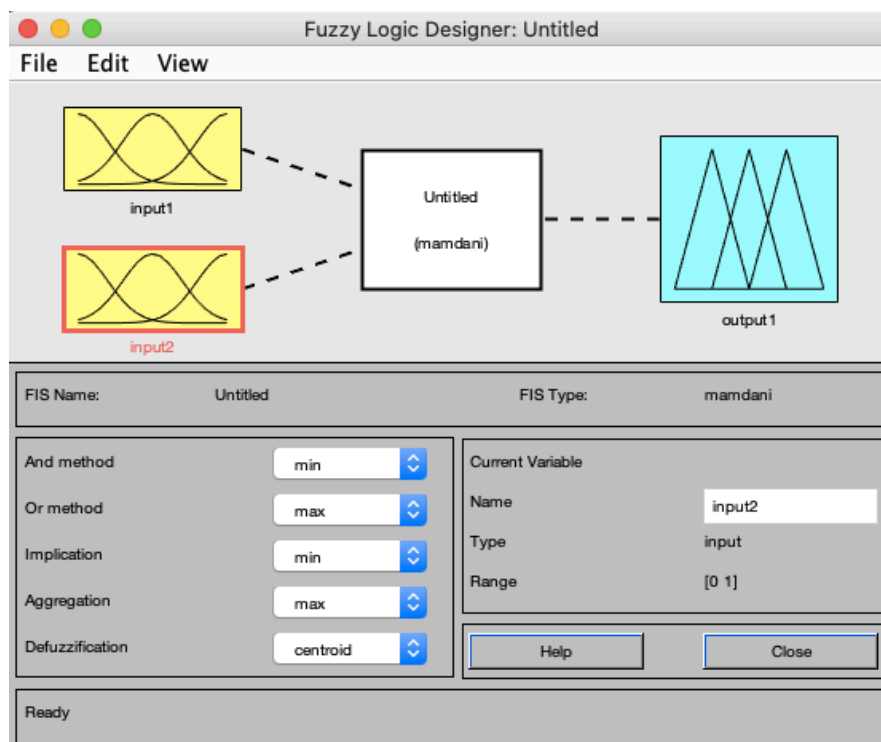 Fuzzy Logic Designer: Untitled
File Edit View
input1
input2
Untitled
(mamdani)
output1
FIS Name: Untitled FIS Type: mamdani
And method min
Or method max
Implication min
Aggregation max
Defuzzification centroid
Current Variable
Name input2
Type input
Range [0 1]
Help Close
Ready